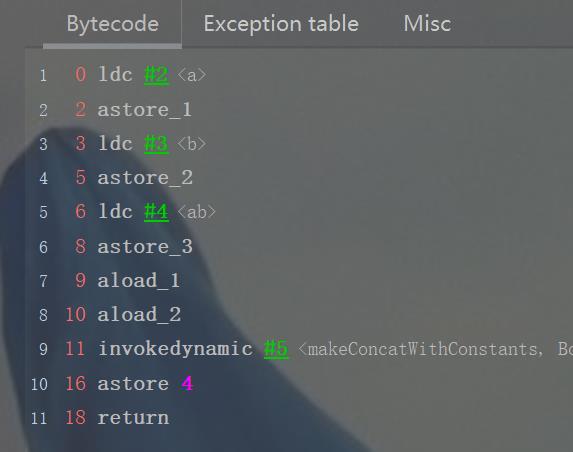 Bytecode Exception table Misc
1 0 ldc #2 <a>
2 2 astore_1
3 3 ldc #3 <b>
4 5 astore_2
5 6 ldc #4 <ab>
6 8 astore_3
7 9 aload_1
8 10 aload_2
9 11 invokedynamic #5 <makeConcatWithConstants,
10 16 astore 4
11 18 return